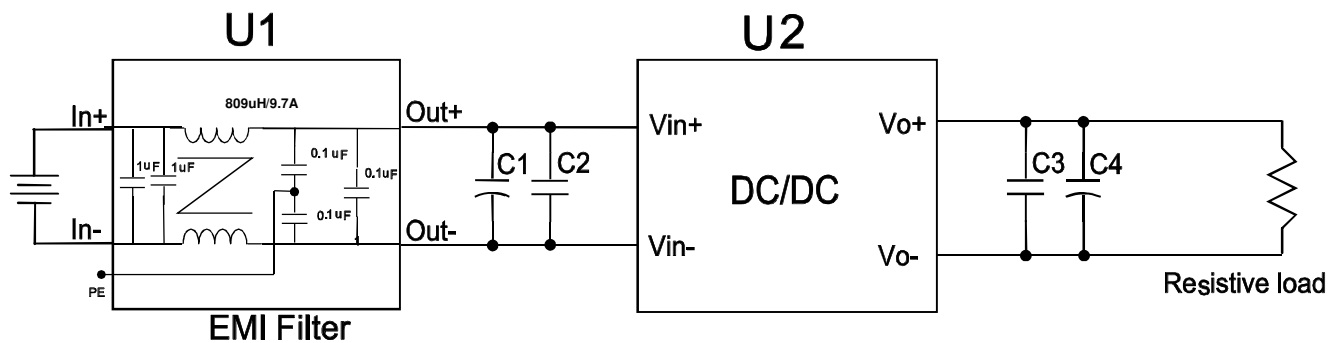 U1
U2
809uH/9.7A
In+
Out+
Vin+
Vo+
1uF
1uF
0.1uF
0.1uF
0.1uF
C1
C2
DC/DC
C3
C4
In-
Out-
Vin-
Vo-
PE
Resistive load
EMI Filter